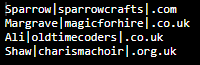 Sparrow|sparrowcrafts|.com
Margrave|magicforhire|.co.uk
Ali|oldtimecoders|.co.uk
Shaw|charismachoir|.org.uk